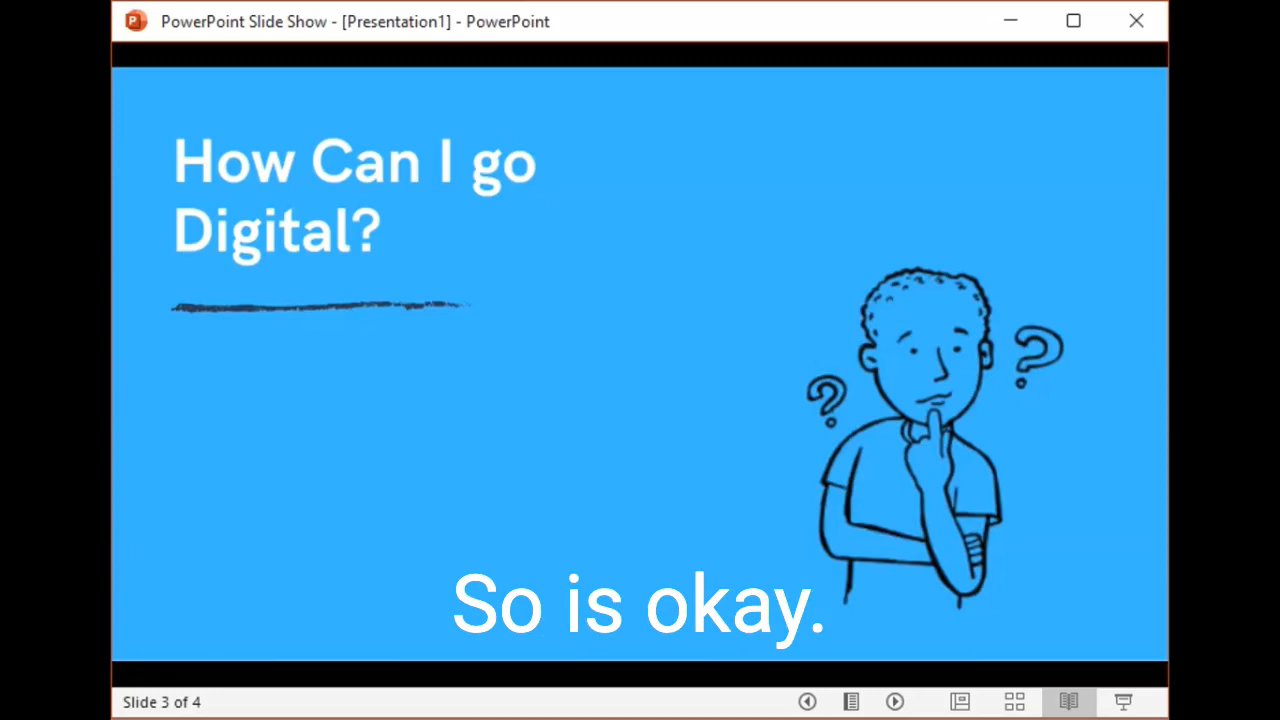 PowerPoint Slide Show - [Presentation1] - PowerPoint
How Can I go
Digital?
?
?
So is okay.
Slide 3 of 4